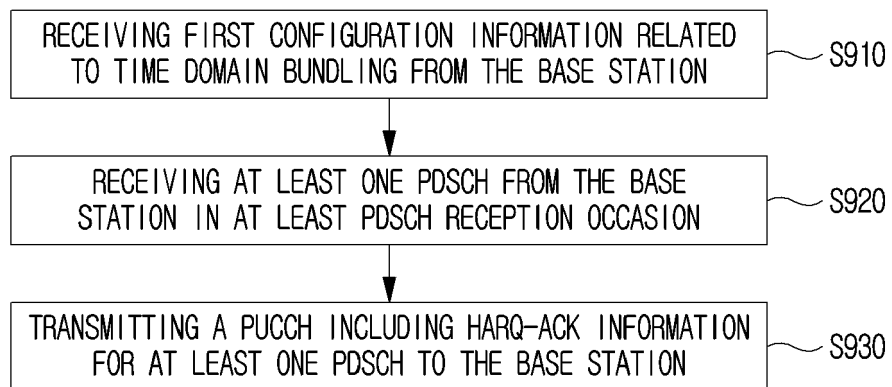 RECEIVING FIRST CONFIGURATION INFORMATION RELATED
TO TIME DOMAIN BUNDLING FROM THE BASE STATION
S910
RECEIVING AT LEAST ONE PDSCH FROM THE BASE
STATION IN AT LEAST PDSCH RECEPTION OCCASION
S920
TRANSMITTING A PUCCH INCLUDING HARQ-ACK INFORMATION
FOR AT LEAST ONE PDSCH TO THE BASE STATION
S930